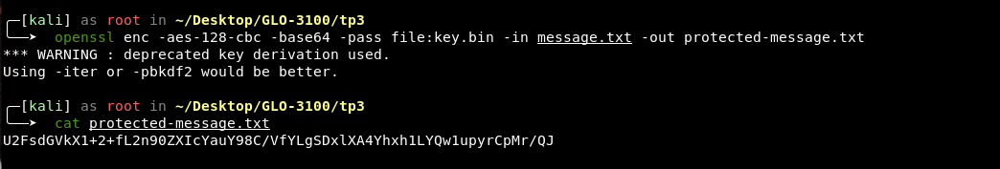 ┌─[kali] as root in ~/Desktop/GLO-3100/tp3
└──➤ openssl enc -aes-128-cbc -base64 -pass file:key.bin -in message.txt -out protected-message.txt
*** WARNING : deprecated key derivation used.
Using -iter or -pbkdf2 would be better.
┌─[kali] as root in ~/Desktop/GLO-3100/tp3
└──➤ cat protected-message.txt
U2FsdGVkX1+2+fL2n90ZXIcYauY98C/VfYLgSDxlXA4Yhxh1LYQw1upyrCpMr/QJ